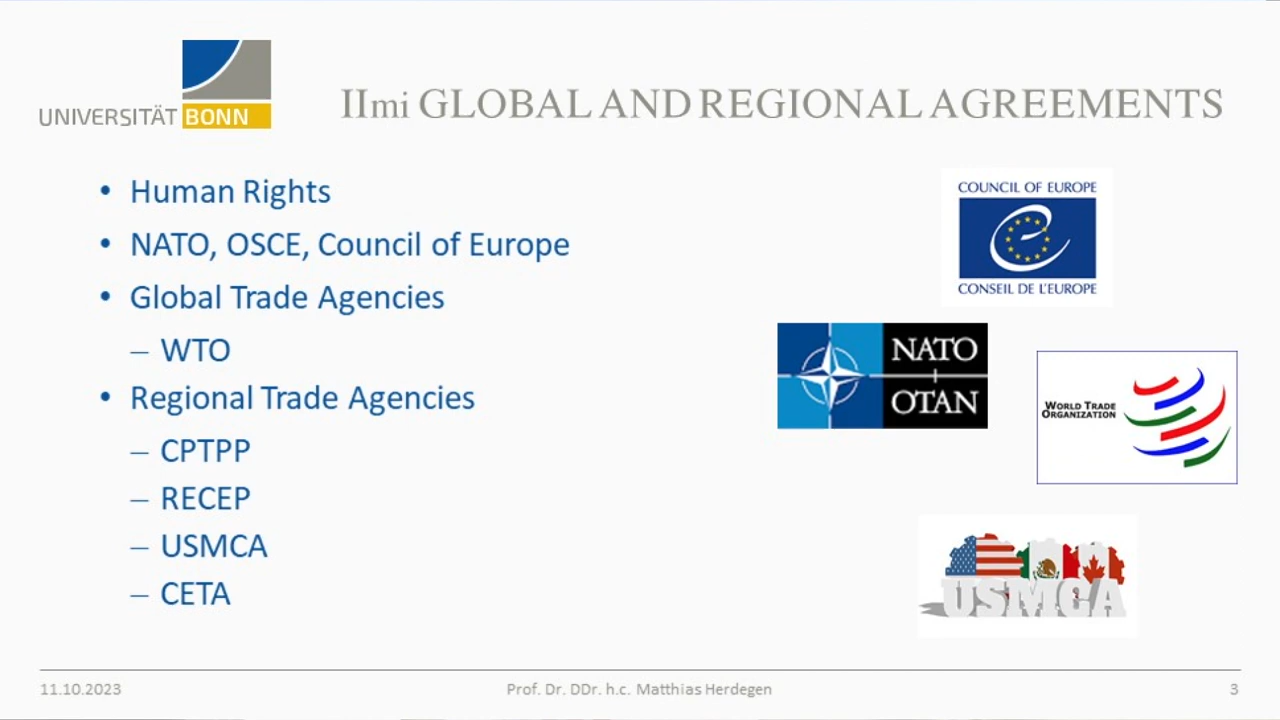 UNIVERSITÄT BONN
IImi GLOBAL AND REGIONAL AGREEMENTS
• Human Rights
• NATO, OSCE, Council of Europe
• Global Trade Agencies
– WTO
• Regional Trade Agencies
– CPTPP
– RECEP
– USMCA
– CETA
COUNCIL OF EUROPE
CONSEIL DE L'EUROPE
NATO
OTAN
WORLD TRADE
ORGANIZATION
USMCA
11.10.2023 Prof. Dr. DDr. h.c. Matthias Herdegen 3